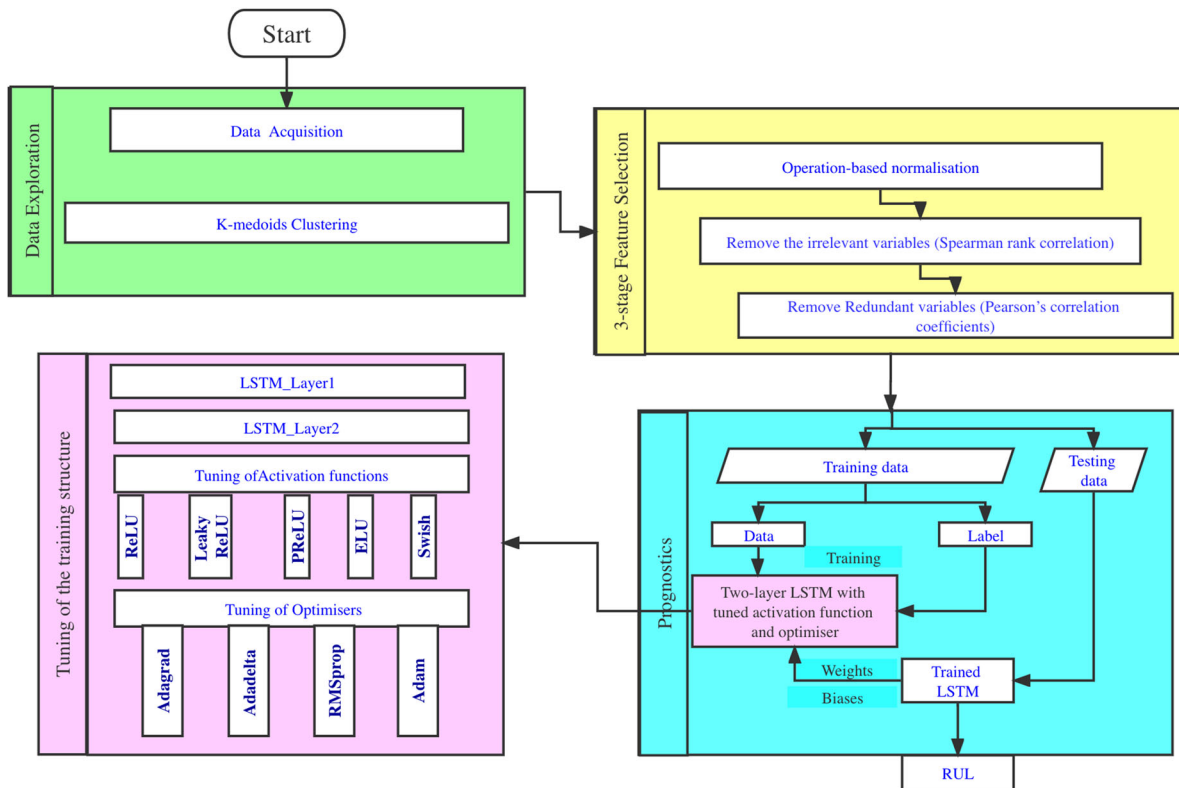 Start
Data Exploration
Data Acquisition
K-medoids Clustering
3-stage Feature Selection
Operation-based normalisation
Remove the irrelevant variables (Spearman rank correlation)
Remove Redundant variables (Pearson's correlation
coefficients)
Tuning of the training structure
LSTM_Layer1
LSTM_Layer2
Tuning ofActivation functions
ReLU
Leaky
ReLU
PReLU
ELU
Swish
Tuning of Optimisers
Adagrad
Adadelta
RMSprop
Adam
Prognostics
Training data
Testing
data
Data
Label
Training
Two-layer LSTM with
tuned activation function
and optimiser
Weights
Biases
Trained
LSTM
RUL